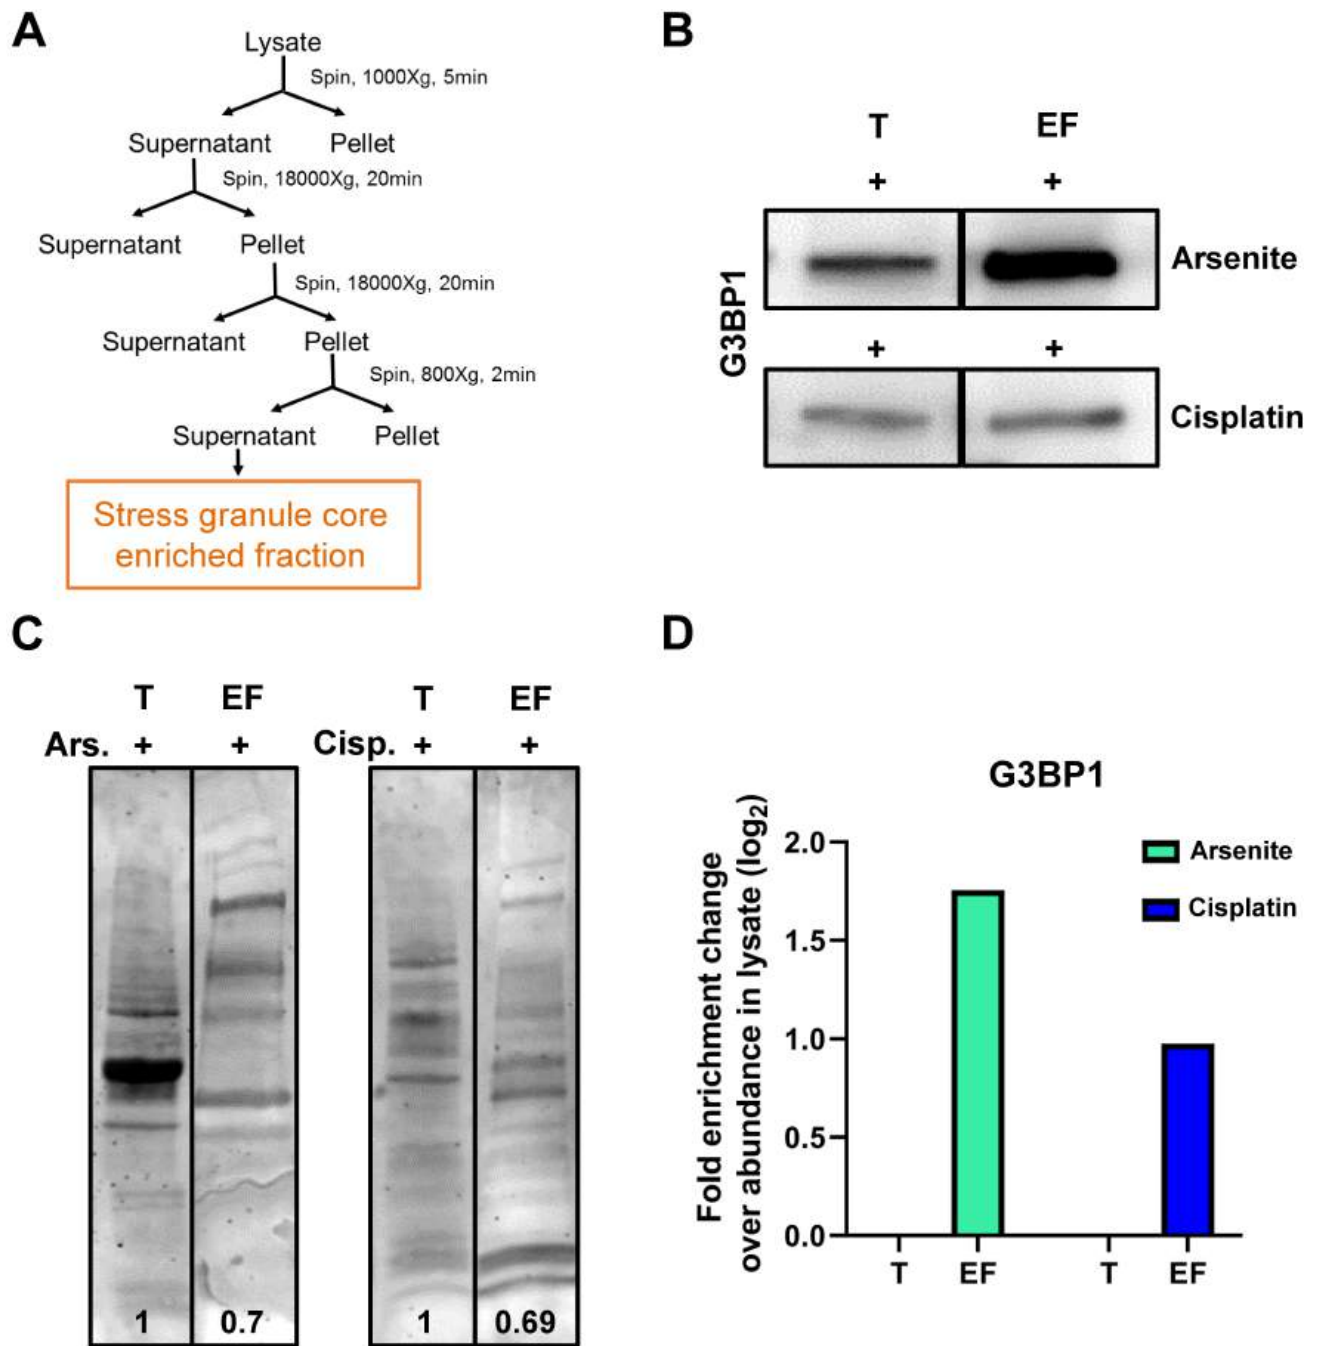 A
Lysate
Spin, 1000Xg, 5min
Supernatant Pellet
Spin, 18000Xg, 20min
Supernatant Pellet
Spin, 18000Xg, 20min
Supernatant Pellet
Spin, 800Xg, 2min
Supernatant Pellet
Stress granule core
enriched fraction
B
T EF
+ +
Arsenite
G3BP1
+ +
Cisplatin
C
T EF
Ars. + +
1 0.7
T EF
Cisp. + +
1 0.69
D
G3BP1
Fold enrichment change
over abundance in lysate (log2)
2.0
1.5
1.0
0.5
0.0
Arsenite
Cisplatin
T EF T EF